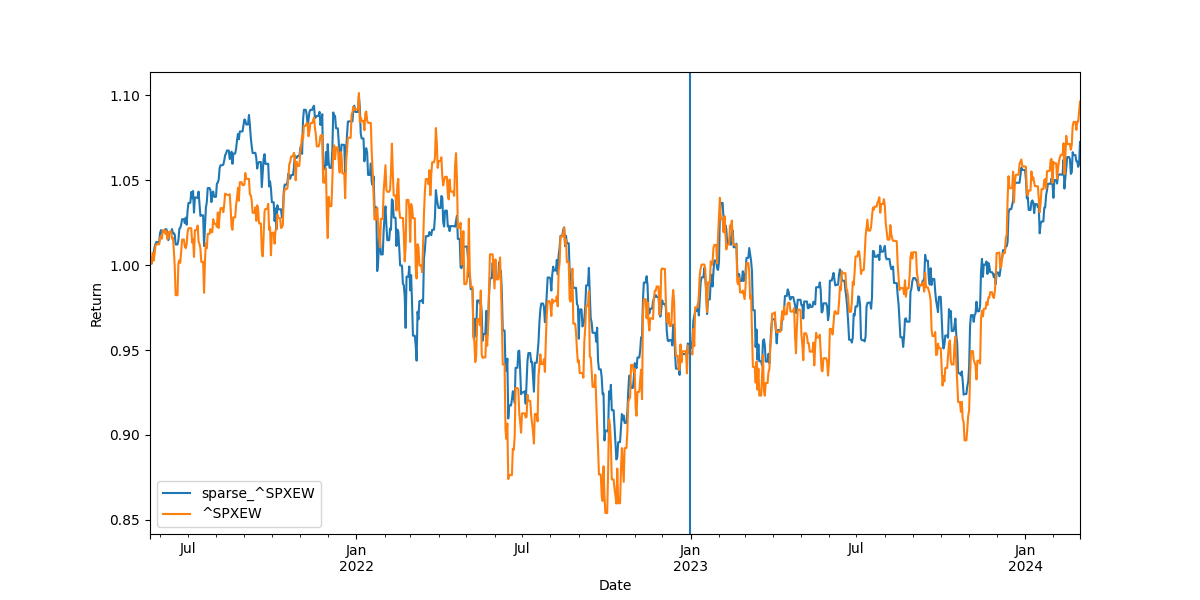 1.10
1.05
1.00
0.95
0.90
0.85
Return
sparse_^SPXEW
^SPXEW
Jul
Jan
2022
Jul
Jan
2023
Jul
Jan
2024
Date